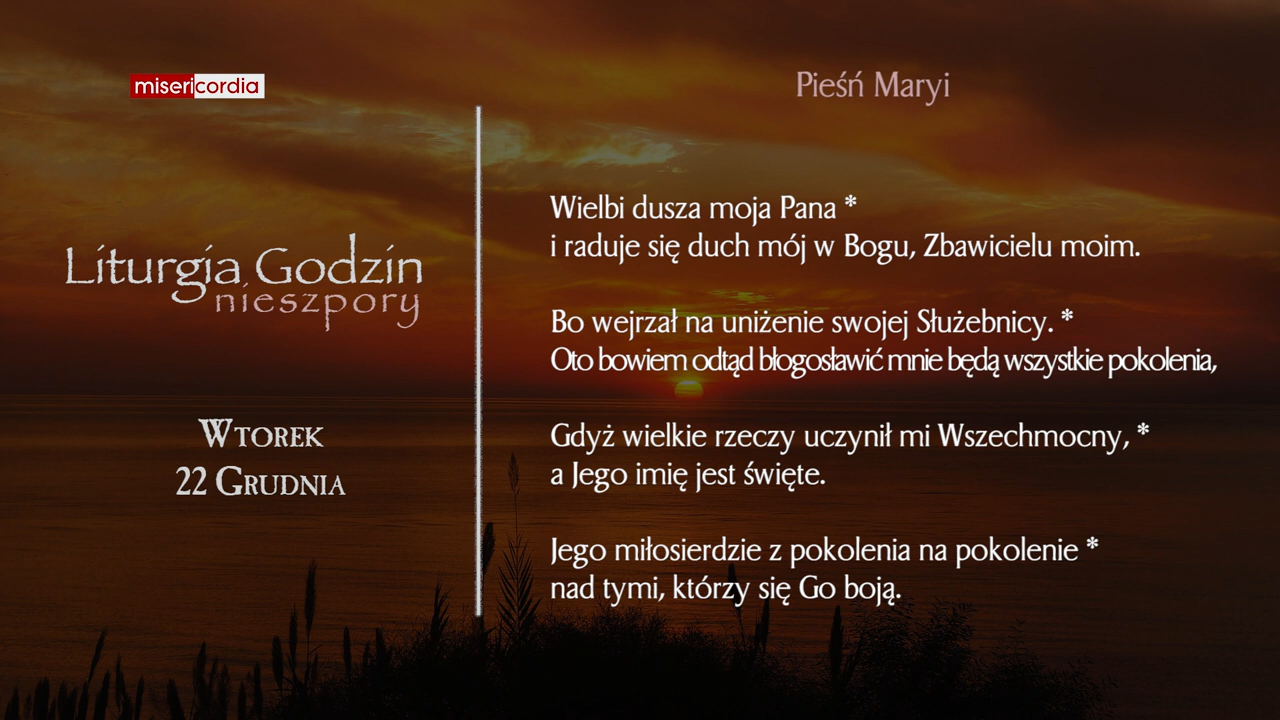 misericordia
Liturgia Godzin
nieszpory
Wtorek
22 Grudnia
Pieśń Maryi
Wielbi dusza moja Pana *
i raduje się duch mój w Bogu, Zbawicielu moim.
Bo wejrzał na uniżenie swojej Służebnicy. *
Oto bowiem odtąd błogosławić mnie będą wszystkie pokolenia,
Gdyż wielkie rzeczy uczynił mi Wszechmocny, *
a Jego imię jest święte.
Jego miłosierdzie z pokolenia na pokolenie *
nad tymi, którzy się Go boją.